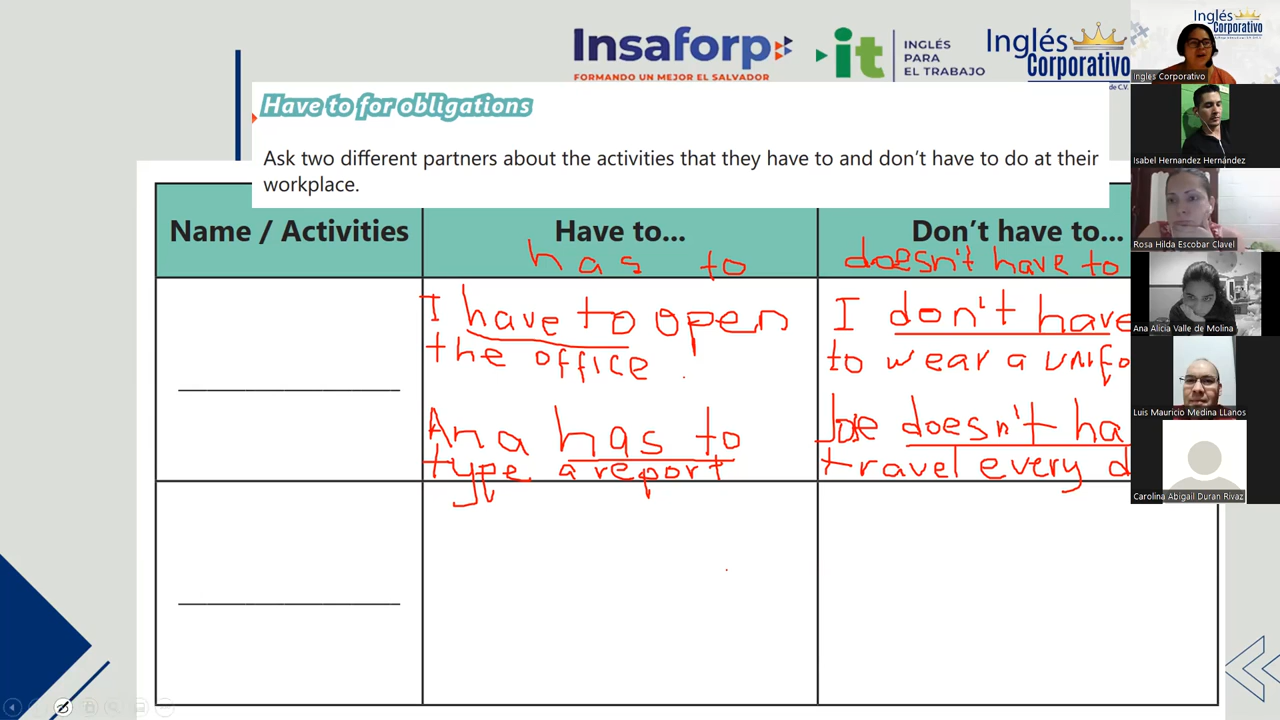 Insaforp
FORMANDO UN MEJOR EL SALVADOR
it
INGLÉS
PARA
EL TRABAJO
Inglés
Corporativo
de C.V.
Inglés
Corporativo
Have to for obligations
Ask two different partners about the activities that they have to and don't have to do at their
workplace.
Name / Activities
Have to...
has to
Don't have to...
doesn't have to
I have to open
the office
Ana has to
type a report
I don't have
to wear a unifo
doesn't ha
travel every d
Ingles Corporativo
Isabel Hernandez Hernández
Rosa Hilda Escobar Clavel
Ana Alicia Valle de Molina
Luis Mauricio Medina LLanos
Carolina Abigail Duran Rivaz